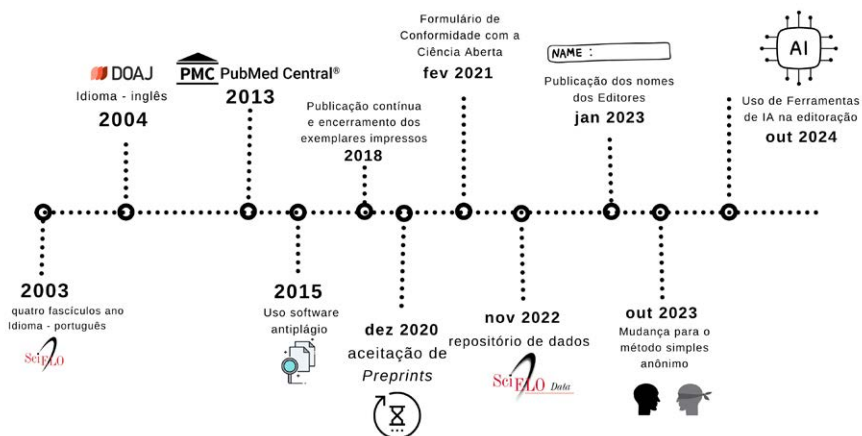 DOAJ
Idioma - inglês
2004
PMC PubMed Central®
2013
Publicação contínua
e encerramento dos
exemplares impressos
2018
Formulário de
Conformidade com a
Ciência Aberta
fev 2021
NAME :
Publicação dos nomes
dos Editores
jan 2023
AI
Uso de Ferramentas
de IA na editoração
out 2024
2003
quatro fascículos ano
Idioma - português
SciELO
2015
Uso software
antiplágio
dez 2020
aceitação de
Preprints
nov 2022
repositório de dados
SciELO Data
out 2023
Mudança para o
método simples
anônimo